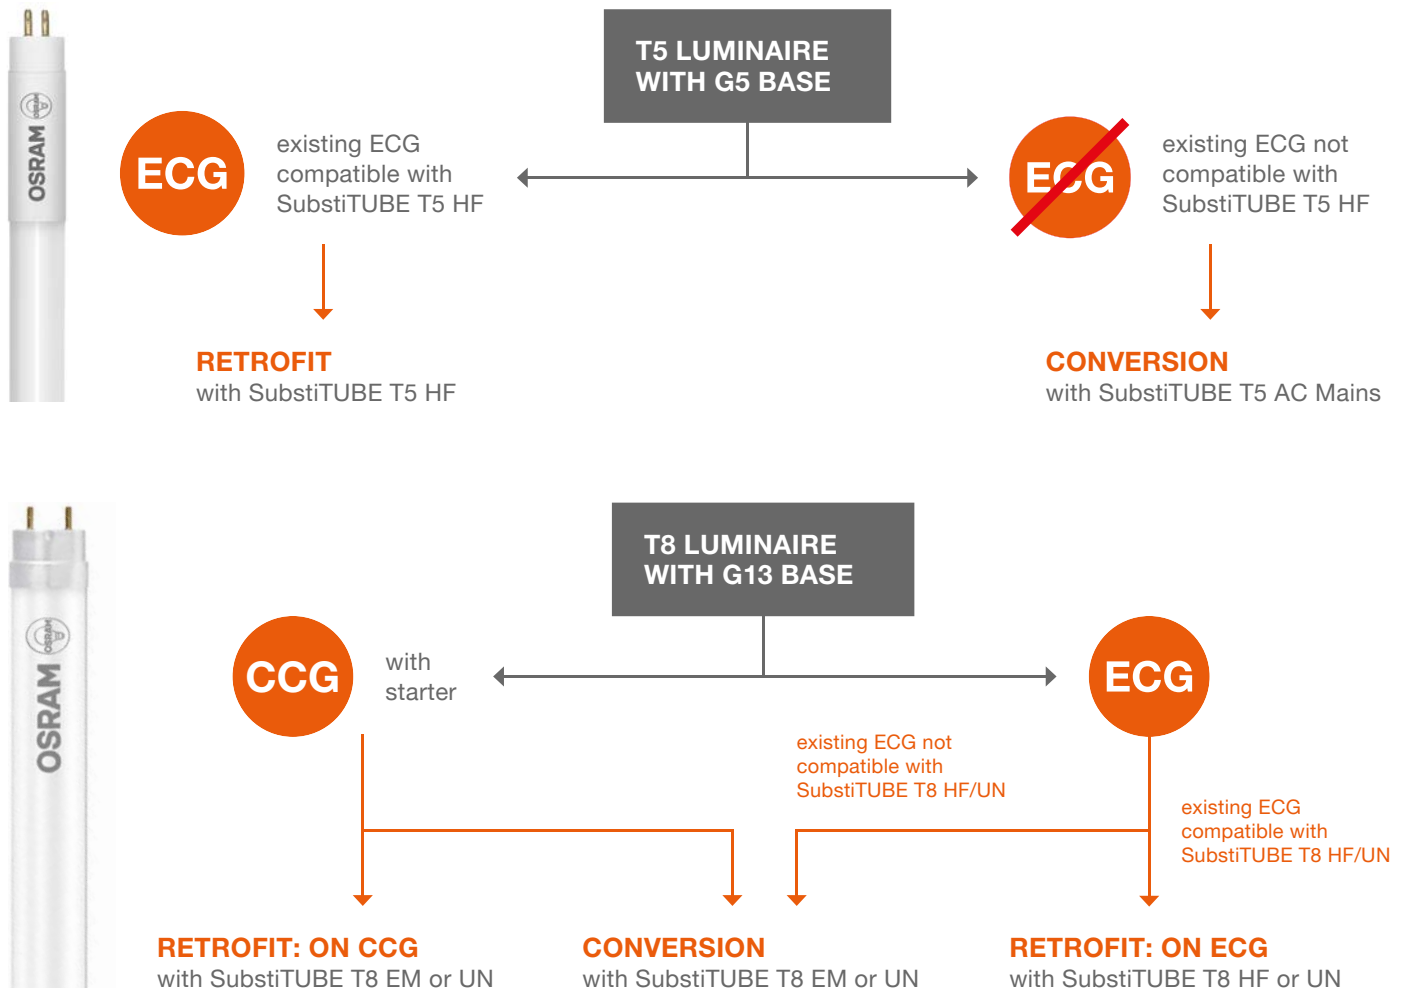 T5 LUMINAIRE
WITH G5 BASE
OSRAM
ECG
existing ECG
compatible with
SubstiTUBE T5 HF
ECG
existing ECG not
compatible with
SubstiTUBE T5 HF
RETROFIT
with SubstiTUBE T5 HF
CONVERSION
with SubstiTUBE T5 AC Mains
T8 LUMINAIRE
WITH G13 BASE
OSRAM
OSRAM
CCG
with
starter
ECG
existing ECG not
compatible with
SubstiTUBE T8 HF/UN
existing ECG
compatible with
SubstiTUBE T8 HF/UN
RETROFIT: ON CCG
with SubstiTUBE T8 EM or UN
CONVERSION
with SubstiTUBE T8 EM or UN
RETROFIT: ON ECG
with SubstiTUBE T8 HF or UN